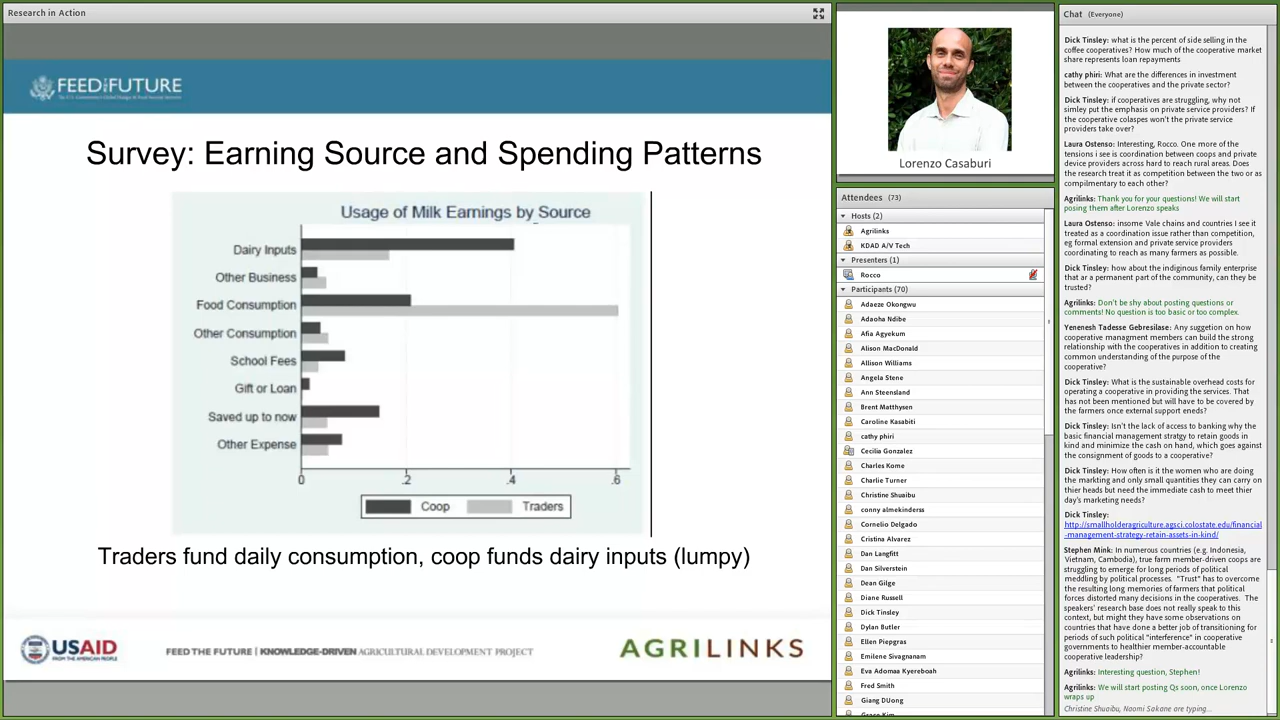 Research in Action
FEED THE FUTURE
Survey: Earning Source and Spending Patterns
Usage of Milk Earnings by Source
Dairy Inputs
Other Business
Food Consumption
Other Consumption
School Fees
Gift or Loan
Saved up to now
Other Expense
0 .2 .4 .6
Coop Traders
Traders fund daily consumption, coop funds dairy inputs (lumpy)
USAID
FROM THE AMERICAN PEOPLE
FEED THE FUTURE | KNOWLEDGE-DRIVEN AGRICULTURAL DEVELOPMENT PROJECT
AGRILINKS
Lorenzo Casaburi
Attendees (73)
Hosts (2)
Agrilinks
KDAD A/V Tech
Presenters (1)
Rocco
Participants (70)
Adaeze Okongwu
Adaoha Ndibe
Afia Agyekum
Alison MacDonald
Allison Williams
Angela Stene
Ann Steensland
Brent Matthysen
Caroline Kasabiti
cathy phiri
Cecilia Gonzalez
Charles Kome
Charlie Turner
Christine Shuaibu
conny almekinderss
Cornelio Delgado
Cristina Alvarez
Dan Langfitt
Dan Silverstein
Dean Gilge
Diane Russell
Dick Tinsley
Dylan Butler
Ellen Piepgras
Emilene Sivagnanam
Eva Adomaa Kyereboah
Fred Smith
Giang DUong
Chat (Everyone)
Dick Tinsley: what is the percent of side selling in the
coffee cooperatives? How much of the cooperative market
share represents loan repayments
cathy phiri: What are the differences in investment
between the cooperatives and the private sector?
Dick Tinsley: if cooperatives are struggling, why not
simley put the emphasis on private service providers? If
the cooperative colaspes won't the private service
providers take over?
Laura Ostenso: Interesting, Rocco. One more of the
tensions i see is coordination between coops and private
device providers across hard to reach rural areas. Does
the research treat it as competition between the two or as
compilmentary to each other?
Agrilinks: Thank you for your questions! We will start
posing them after Lorenzo speaks
Laura Ostenso: insome Vale chains and countries I see it
treated as a coordination issue rather than competition,
eg formal extension and private service providers
coordinating to reach as many farmers as possible.
Dick Tinsley: how about the indiginous family enterprise
that ar a permanent part of the community, can they be
trusted?
Agrilinks: Don't be shy about posting questions or
comments! No question is too basic or too complex.
Yenenesh Tadesse Gebresilase: Any suggetion on how
cooperative managment members can build the strong
relationship with the cooperatives in addition to creating
common understanding of the purpose of the
cooperative?
Dick Tinsley: What is the sustainable overhead costs for
operating a cooperative in providing the services. That
has not been mentioned but will have to be covered by
the farmers once external support eneds?
Dick Tinsley: Isn't the lack of access to banking why the
basic financial management stratgy to retain goods in
kind and minimize the cash on hand, which goes against
the consignment of goods to a cooperative?
Dick Tinsley: How often is it the women who are doing
the markting and only small quantities they can carry on
thier heads but need the immediate cash to meet thier
day's marketing needs?
Dick Tinsley:
http://smallholderagriculture.agsci.colostate.edu/financial
-management-strategy-retain-assets-in-kind/
Stephen Mink: In numerous countries (e.g. Indonesia,
Vietnam, Cambodia), true farm member-driven coops are
struggling to emerge for long periods of political
meddling by political processes. "Trust" has to overcome
the resulting long memories of farmers that political
forces distorted many decisions in the cooperatives. The
speakers' research base does not really speak to this
context, but might they have some observations on
countries that have done a better job of transitioning for
periods of such political "interference" in cooperative
governments to healthier member-accountable
cooperative leadership?
Agrilinks: Interesting question, Stephen!
Agrilinks: We will start posting Qs soon, once Lorenzo
wraps up
Christine Shuaibu, Naomi Sakane are typing...